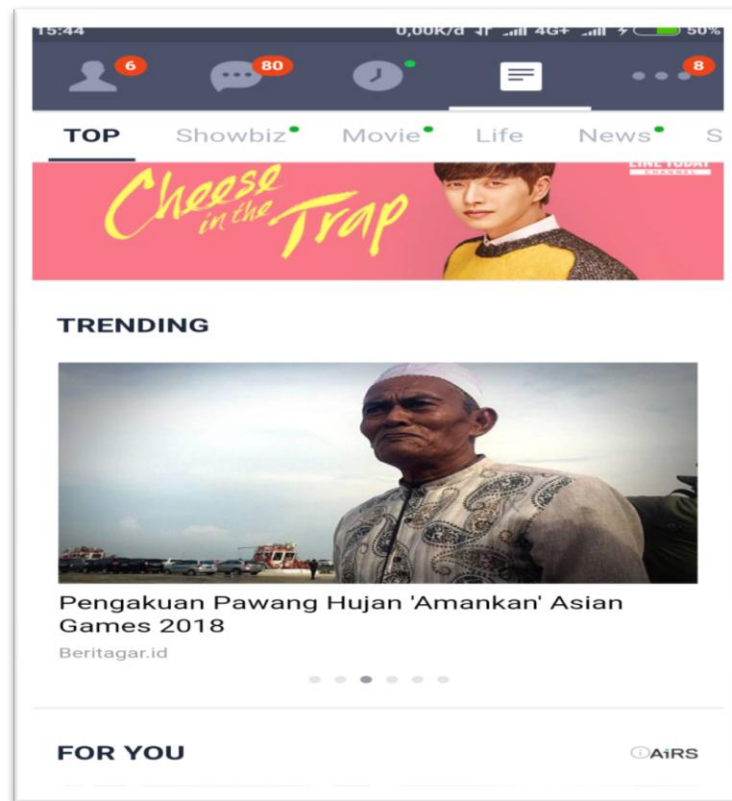 15:44 0,00K/d 4G+ 50%
6 80 8
TOP Showbiz Movie Life News S
Cheese
in the
Trap
LINE TODAY
CHANNEL
TRENDING
Pengakuan Pawang Hujan 'Amankan' Asian
Games 2018
Beritagar.id
FOR YOU AiRS